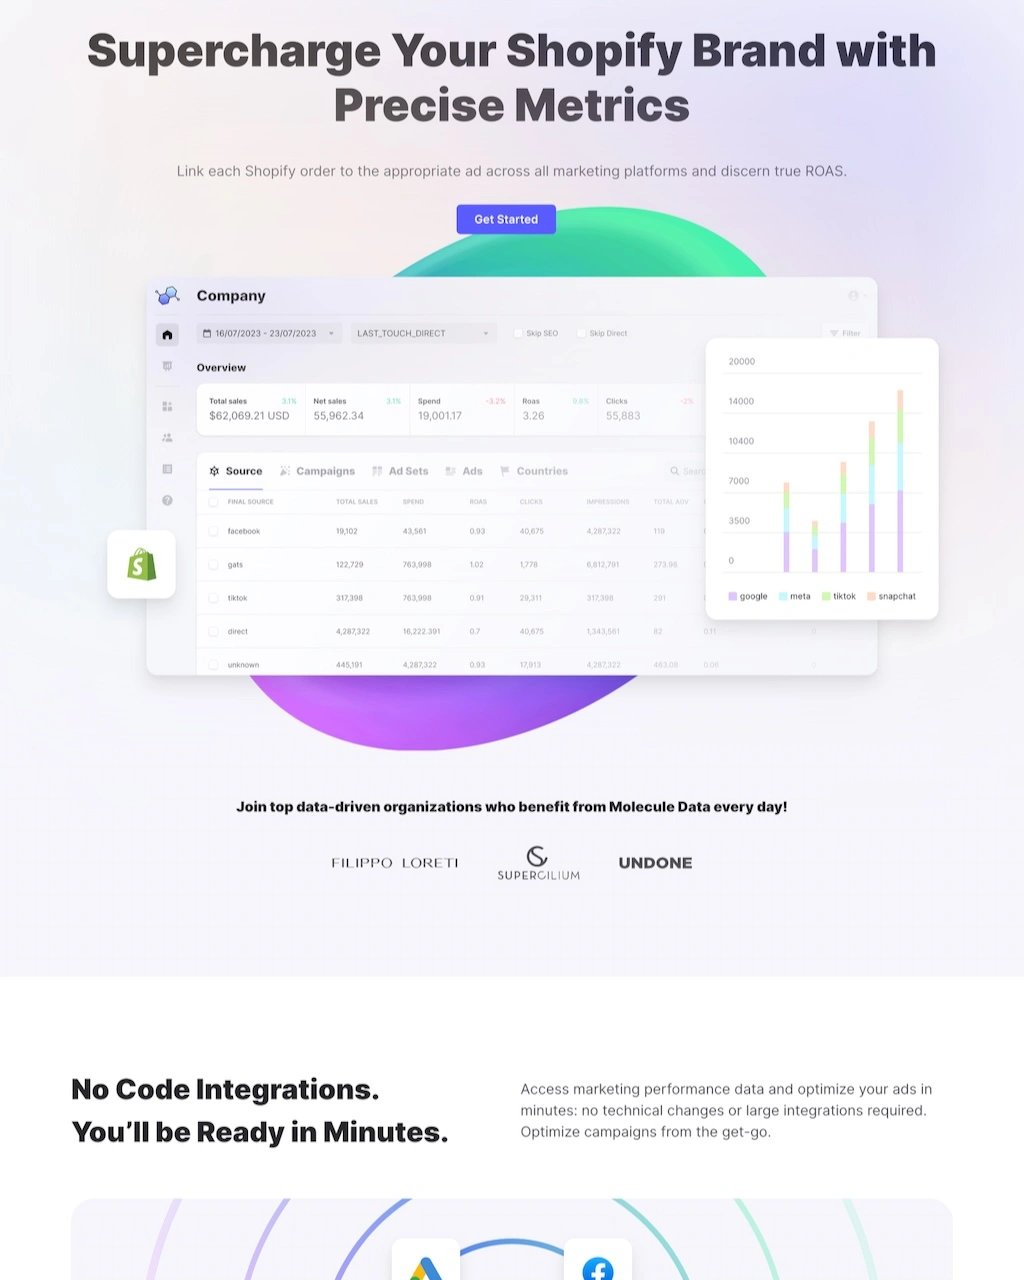 Supercharge Your Shopify Brand with
Precise Metrics
Link each Shopify order to the appropriate ad across all marketing platforms and discern true ROAS.
Get Started
Company
16/07/2023 - 23/07/2023 LAST_TOUCH_DIRECT Skip SEO Skip Direct Filter
Overview
Total sales 3.1% Net sales 3.1% Spend -3.2% Roas 9.8% Clicks -2%
$62,069.21 USD 55,962.34 19,001.17 3.26 55,883
Source Campaigns Ad Sets Ads Countries
FINAL SOURCE TOTAL SALES SPEND ROAS CLICKS IMPRESSIONS TOTAL AOV
facebook 19,102 43,561 0.93 40,675 4,287,322 119
gats 122,729 763,998 1.02 1,778 6,812,791 273.98
tiktok 317,398 763,998 0.91 29,311 317,398 291
direct 4,287,322 16,222.391 0.7 40,675 1,343,561 82 0.11
unknown 445,191 4,287,322 0.93 17,913 4,287,322 463.08 0.06
20000
14000
10400
7000
3500
0
google meta tiktok snapchat
Join top data-driven organizations who benefit from Molecule Data every day!
FILIPPO LORETI
SUPERCILIUM
UNDONE
No Code Integrations.
You’ll be Ready in Minutes.
Access marketing performance data and optimize your ads in
minutes: no technical changes or large integrations required.
Optimize campaigns from the get-go.